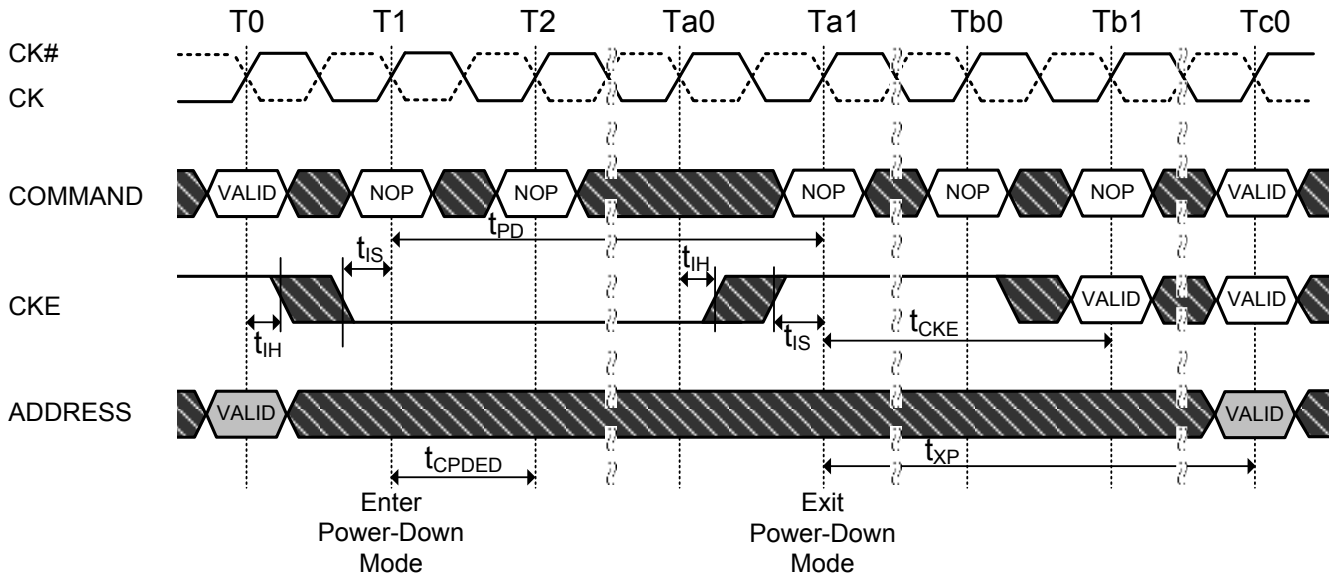 T0 T1 T2 Ta0 Ta1 Tb0 Tb1 Tc0
CK#
CK
COMMAND VALID NOP NOP NOP NOP NOP VALID
tPD
tIS tIH
CKE VALID VALID
tIH tIS tCKE
ADDRESS VALID VALID
tCPDED tXP
Enter
Power-Down
Mode
Exit
Power-Down
Mode